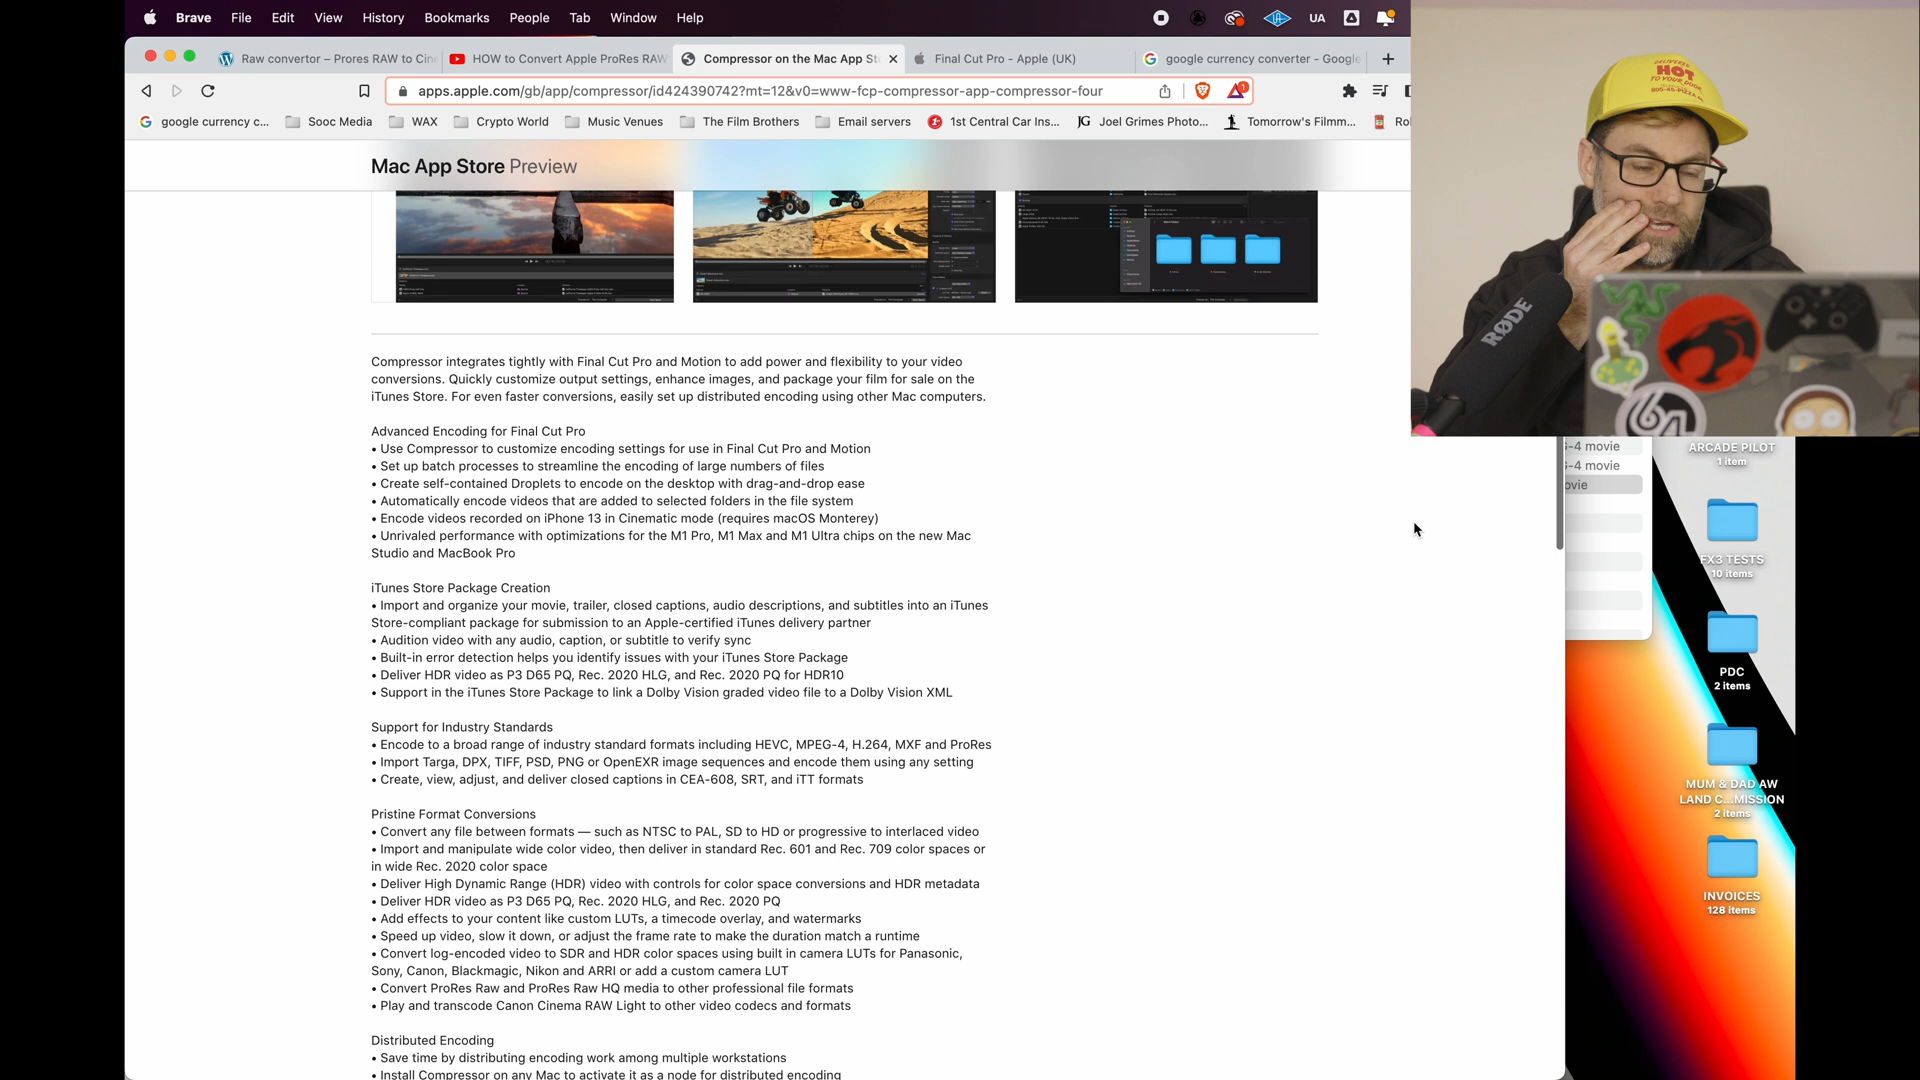 Brave File Edit View History Bookmarks People Tab Window Help
UA
Raw convertor – Prores RAW to Cin
HOW to Convert Apple ProRes RAW
Compressor on the Mac App St
Final Cut Pro - Apple (UK)
google currency converter - Google
apps.apple.com/gb/app/compressor/id424390742?mt=12&v0=www-fcp-compressor-app-compressor-four
1
google currency c...
Sooc Media
WAX
Crypto World
Music Venues
The Film Brothers
Email servers
1st Central Car Ins...
JG Joel Grimes Photo...
Tomorrow's Filmm...
Mac App Store Preview
DELIVERED
HOT
TO YOUR DOOR
RØDE
Compressor integrates tightly with Final Cut Pro and Motion to add power and flexibility to your video
conversions. Quickly customize output settings, enhance images, and package your film for sale on the
iTunes Store. For even faster conversions, easily set up distributed encoding using other Mac computers.
Advanced Encoding for Final Cut Pro
• Use Compressor to customize encoding settings for use in Final Cut Pro and Motion
• Set up batch processes to streamline the encoding of large numbers of files
• Create self-contained Droplets to encode on the desktop with drag-and-drop ease
• Automatically encode videos that are added to selected folders in the file system
• Encode videos recorded on iPhone 13 in Cinematic mode (requires macOS Monterey)
• Unrivaled performance with optimizations for the M1 Pro, M1 Max and M1 Ultra chips on the new Mac
Studio and MacBook Pro
iTunes Store Package Creation
• Import and organize your movie, trailer, closed captions, audio descriptions, and subtitles into an iTunes
Store-compliant package for submission to an Apple-certified iTunes delivery partner
• Audition video with any audio, caption, or subtitle to verify sync
• Built-in error detection helps you identify issues with your iTunes Store Package
• Deliver HDR video as P3 D65 PQ, Rec. 2020 HLG, and Rec. 2020 PQ for HDR10
• Support in the iTunes Store Package to link a Dolby Vision graded video file to a Dolby Vision XML
Support for Industry Standards
• Encode to a broad range of industry standard formats including HEVC, MPEG-4, H.264, MXF and ProRes
• Import Targa, DPX, TIFF, PSD, PNG or OpenEXR image sequences and encode them using any setting
• Create, view, adjust, and deliver closed captions in CEA-608, SRT, and iTT formats
Pristine Format Conversions
• Convert any file between formats — such as NTSC to PAL, SD to HD or progressive to interlaced video
• Import and manipulate wide color video, then deliver in standard Rec. 601 and Rec. 709 color spaces or
in wide Rec. 2020 color space
• Deliver High Dynamic Range (HDR) video with controls for color space conversions and HDR metadata
• Deliver HDR video as P3 D65 PQ, Rec. 2020 HLG, and Rec. 2020 PQ
• Add effects to your content like custom LUTs, a timecode overlay, and watermarks
• Speed up video, slow it down, or adjust the frame rate to make the duration match a runtime
• Convert log-encoded video to SDR and HDR color spaces using built in camera LUTs for Panasonic,
Sony, Canon, Blackmagic, Nikon and ARRI or add a custom camera LUT
• Convert ProRes Raw and ProRes Raw HQ media to other professional file formats
• Play and transcode Canon Cinema RAW Light to other video codecs and formats
Distributed Encoding
• Save time by distributing encoding work among multiple workstations
• Install Compressor on any Mac to activate it as a node for distributed encoding
-4 movie
-4 movie
ovie
ARCADE PILOT
1 item
FX3 TESTS
10 items
PDC
2 items
MUM & DAD AW
LAND C...MISSION
2 items
INVOICES
128 items